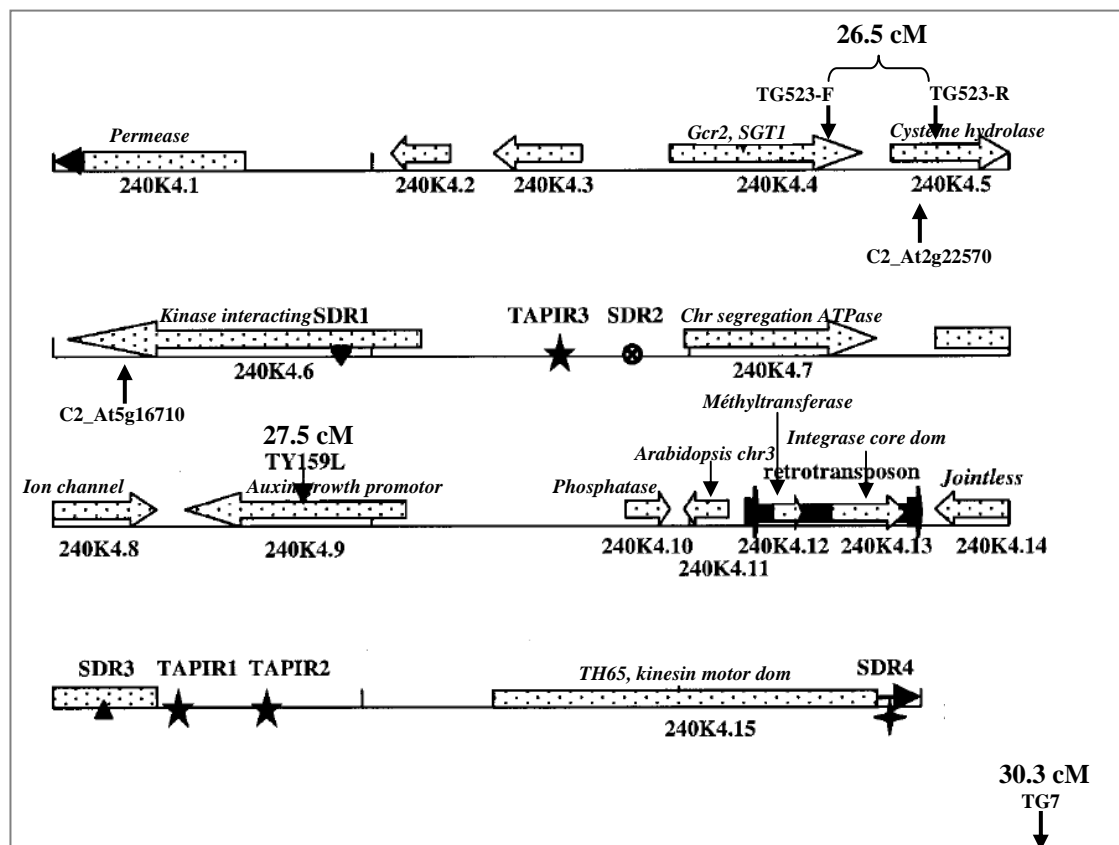 26.5 cM
TG523-F TG523-R
Permease Gcr2, SGT1 Cysteine hydrolase
240K4.1 240K4.2 240K4.3 240K4.4 240K4.5
C2_At2g22570
Kinase interacting SDR1 TAPIR3 SDR2 Chr segregation ATPase
240K4.6 240K4.7
C2_At5g16710
Méthyltransferase
27.5 cM
Integrase core dom
TY159L
Arabidopsis chr3
retrotransposon
Ion channel Auxin growth promotor Phosphatase Jointless
240K4.8 240K4.9 240K4.10 240K4.12 240K4.13 240K4.14
240K4.11
SDR3 TAPIR1 TAPIR2 TH65, kinesin motor dom SDR4
240K4.15
30.3 cM
TG7